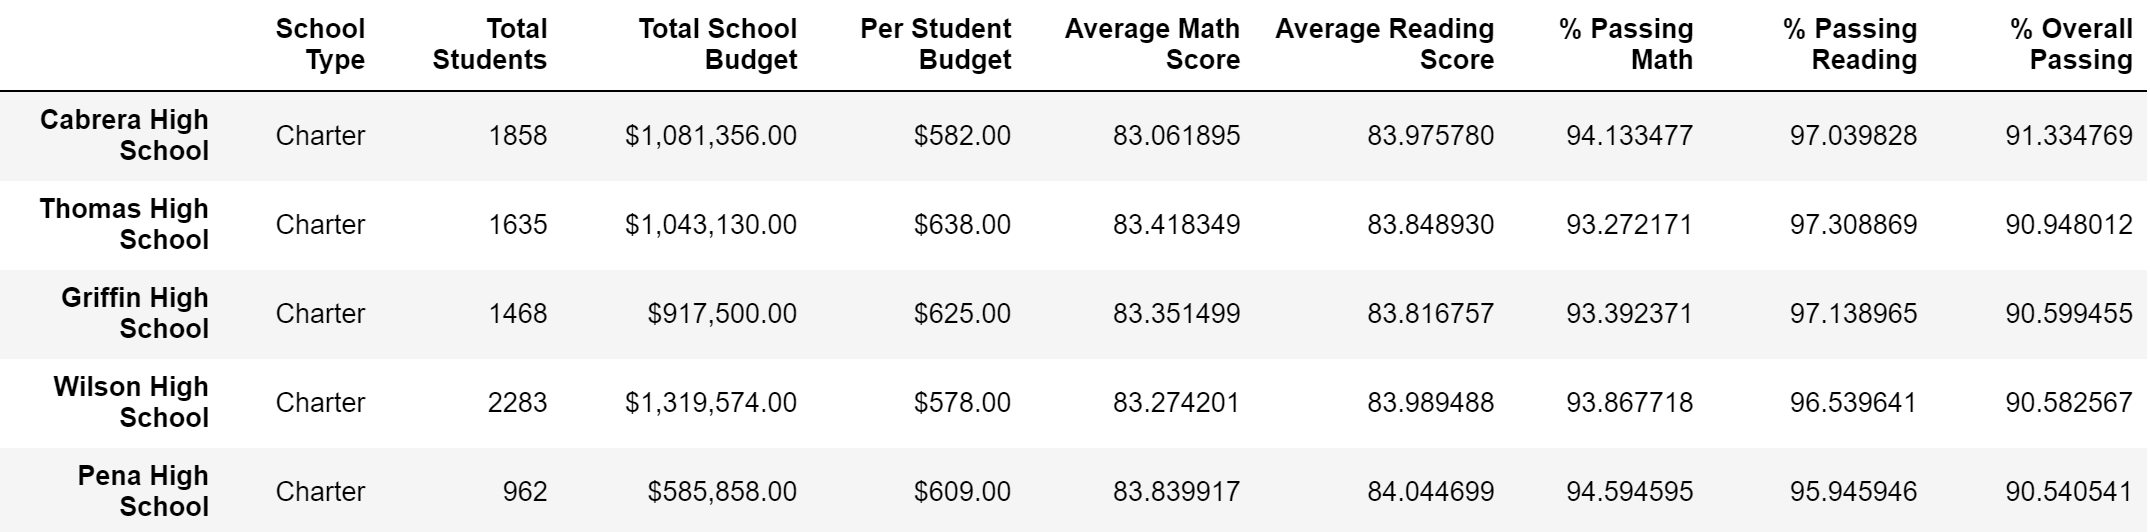 School Total Total School Per Student Average Math Average Reading % Passing % Passing % Overall
Type Students Budget Budget Score Score Math Reading Passing
Cabrera High
School Charter 1858 $1,081,356.00 $582.00 83.061895 83.975780 94.133477 97.039828 91.334769
Thomas High
School Charter 1635 $1,043,130.00 $638.00 83.418349 83.848930 93.272171 97.308869 90.948012
Griffin High
School Charter 1468 $917,500.00 $625.00 83.351499 83.816757 93.392371 97.138965 90.599455
Wilson High
School Charter 2283 $1,319,574.00 $578.00 83.274201 83.989488 93.867718 96.539641 90.582567
Pena High
School Charter 962 $585,858.00 $609.00 83.839917 84.044699 94.594595 95.945946 90.540541